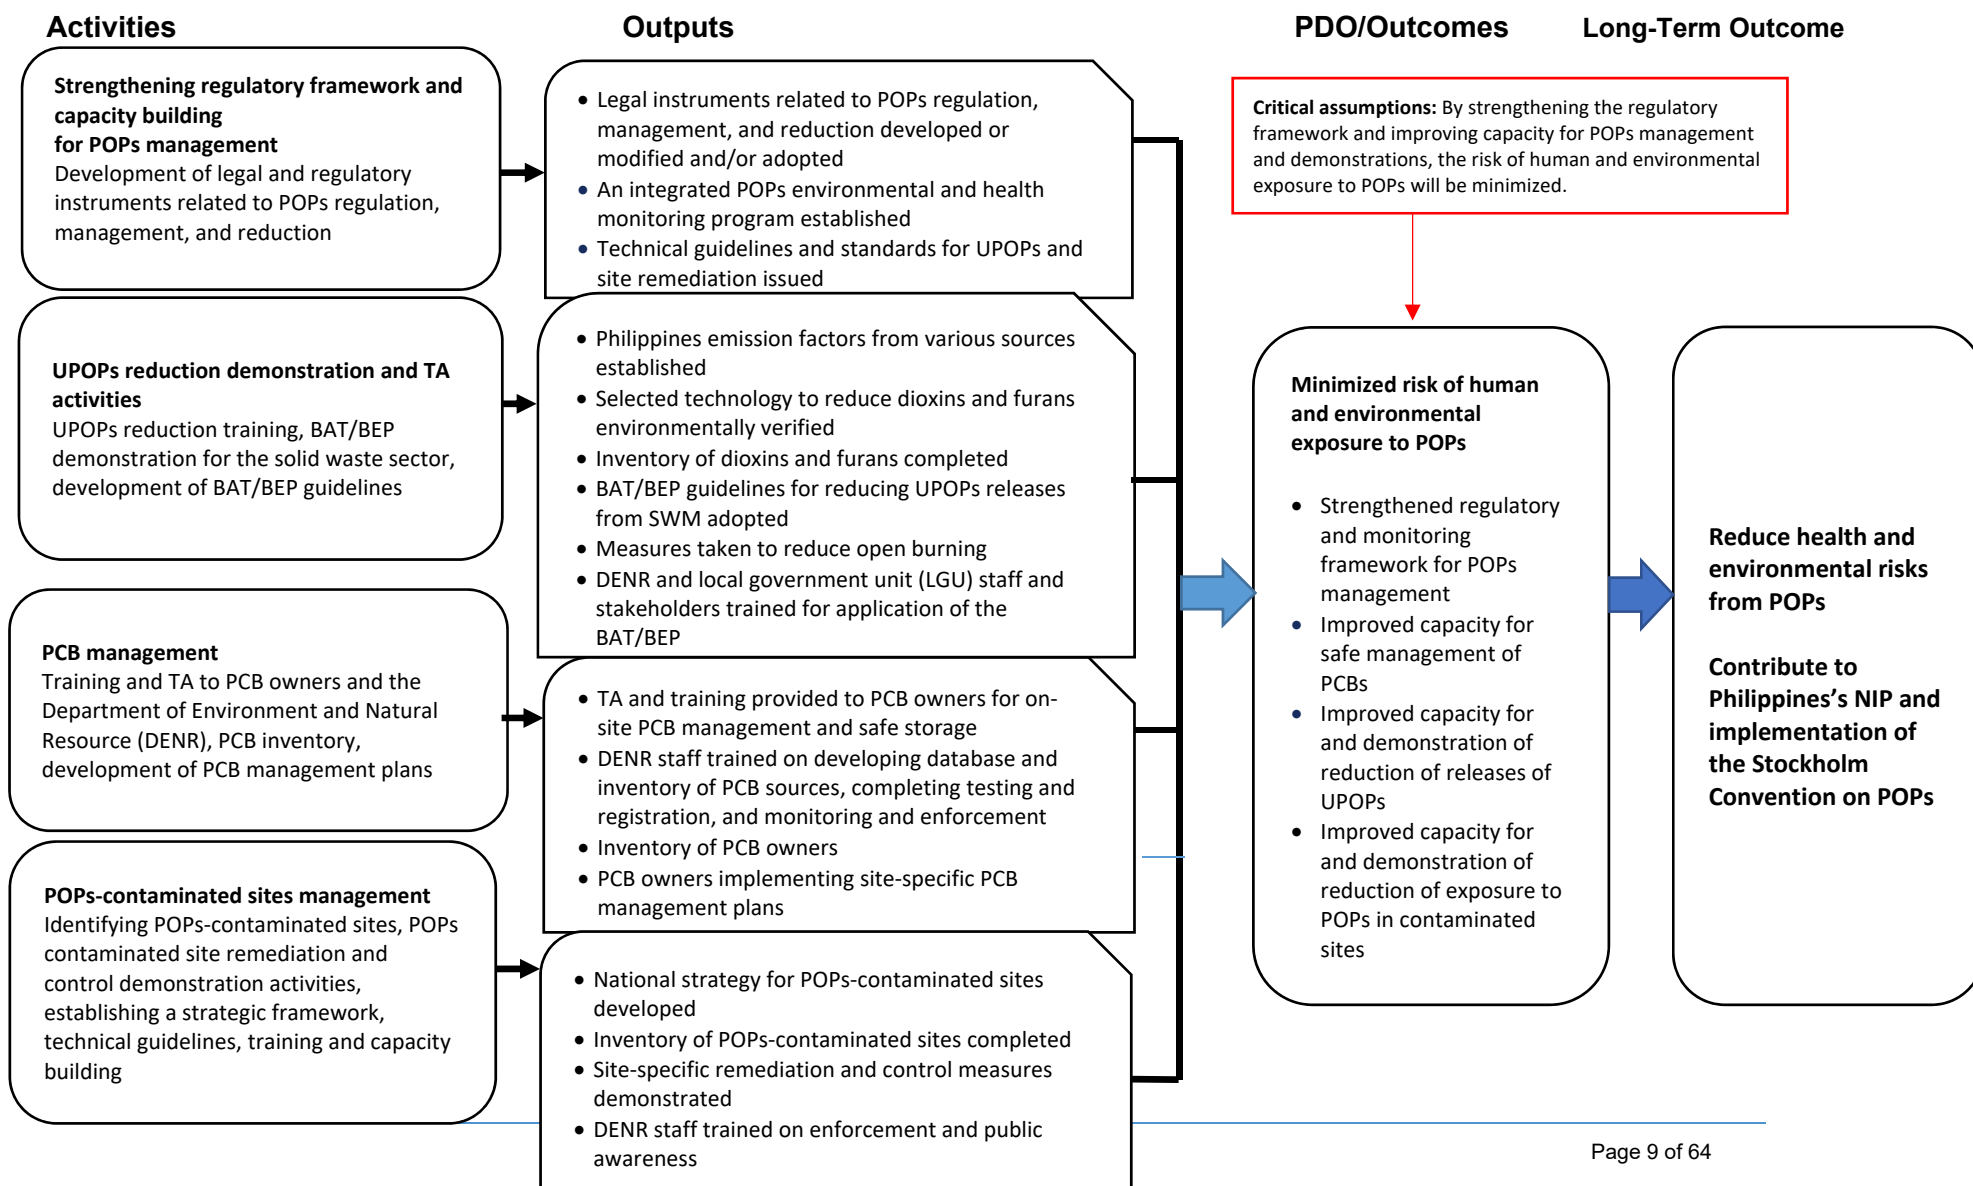 Activities
Outputs
PDO/Outcomes
Long-Term Outcome
Strengthening regulatory framework and
capacity building
for POPs management
Development of legal and regulatory
instruments related to POPs regulation,
management, and reduction
• Legal instruments related to POPs regulation,
management, and reduction developed or
modified and/or adopted
• An integrated POPs environmental and health
monitoring program established
• Technical guidelines and standards for UPOPs and
site remediation issued
Critical assumptions: By strengthening the regulatory
framework and improving capacity for POPs management
and demonstrations, the risk of human and environmental
exposure to POPs will be minimized.
UPOPs reduction demonstration and TA
activities
UPOPs reduction training, BAT/BEP
demonstration for the solid waste sector,
development of BAT/BEP guidelines
• Philippines emission factors from various sources
established
• Selected technology to reduce dioxins and furans
environmentally verified
• Inventory of dioxins and furans completed
• BAT/BEP guidelines for reducing UPOPs releases
from SWM adopted
• Measures taken to reduce open burning
• DENR and local government unit (LGU) staff and
stakeholders trained for application of the
BAT/BEP
PCB management
Training and TA to PCB owners and the
Department of Environment and Natural
Resource (DENR), PCB inventory,
development of PCB management plans
• TA and training provided to PCB owners for on-
site PCB management and safe storage
• DENR staff trained on developing database and
inventory of PCB sources, completing testing and
registration, and monitoring and enforcement
• Inventory of PCB owners
• PCB owners implementing site-specific PCB
management plans
POPs-contaminated sites management
Identifying POPs-contaminated sites, POPs
contaminated site remediation and
control demonstration activities,
establishing a strategic framework,
technical guidelines, training and capacity
building
• National strategy for POPs-contaminated sites
developed
• Inventory of POPs-contaminated sites completed
• Site-specific remediation and control measures
demonstrated
• DENR staff trained on enforcement and public
awareness
Minimized risk of human
and environmental
exposure to POPs
• Strengthened regulatory
and monitoring
framework for POPs
management
• Improved capacity for
safe management of
PCBs
• Improved capacity for
and demonstration of
reduction of releases of
UPOPs
• Improved capacity for
and demonstration of
reduction of exposure to
POPs in contaminated
sites
Reduce health and
environmental risks
from POPs
Contribute to
Philippines’s NIP and
implementation of
the Stockholm
Convention on POPs
Page 9 of 64